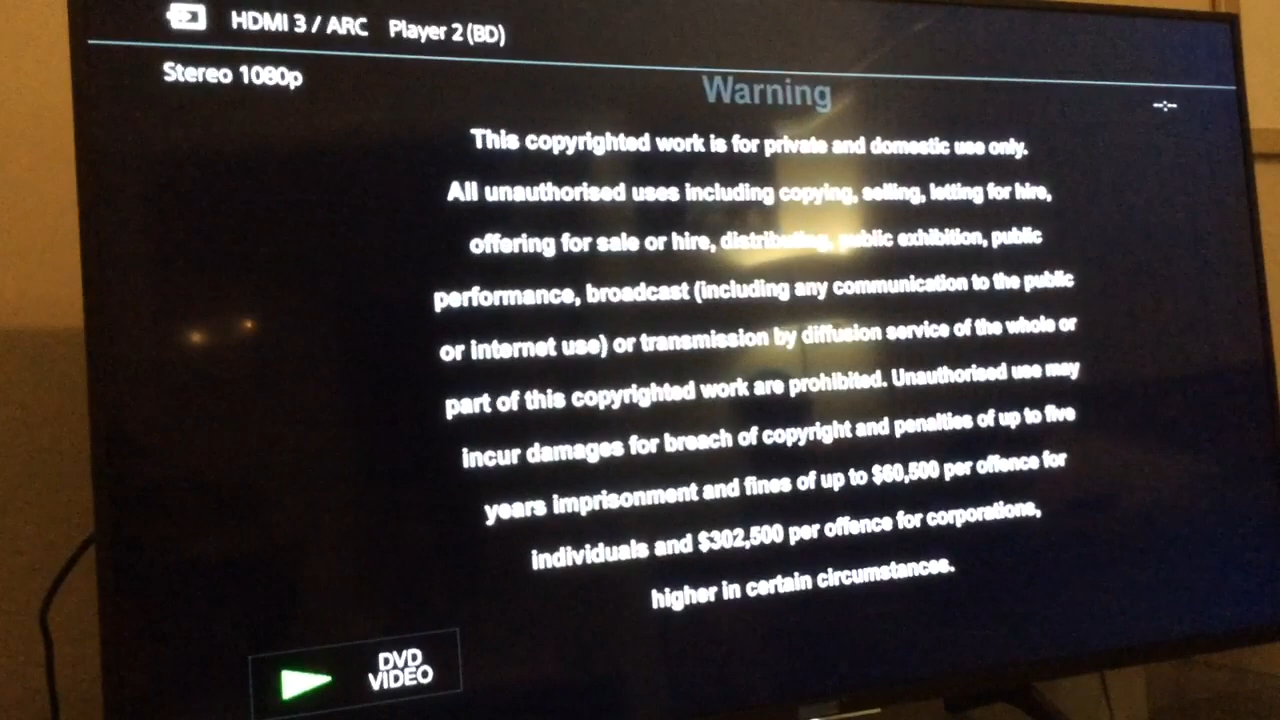 HDMI 3 / ARC Player 2 (BD)
Stereo 1080p
Warning
This copyrighted work is for private and domestic use only.
All unauthorised uses including copying, selling, letting for hire,
offering for sale or hire, distributing, public exhibition, public
performance, broadcast (including any communication to the public
or internet use) or transmission by diffusion service of the whole or
part of this copyrighted work are prohibited. Unauthorised use may
incur damages for breach of copyright and penalties of up to five
years imprisonment and fines of up to $60,500 per offence for
individuals and $302,500 per offence for corporations,
higher in certain circumstances.
DVD
VIDEO